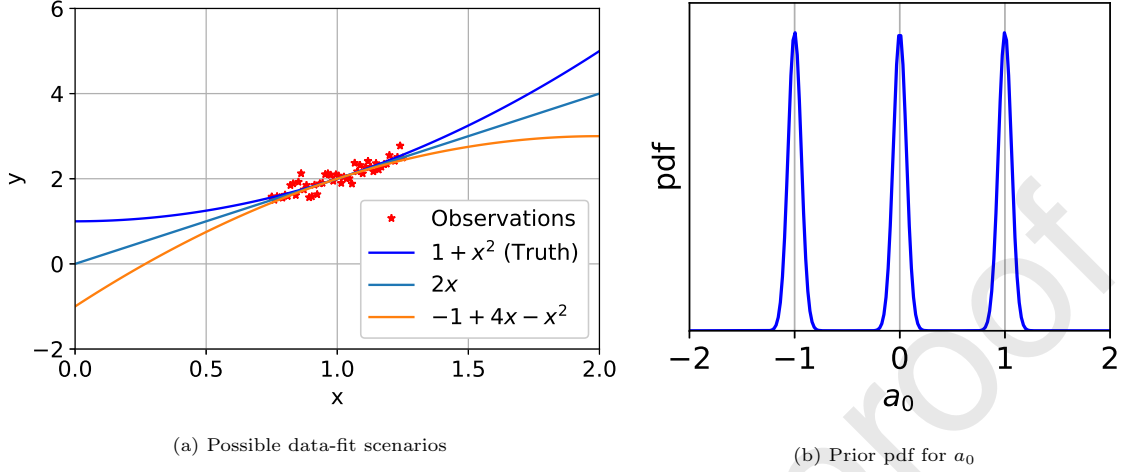 6
4
2
0
−2
0.0 0.5 1.0 1.5 2.0
y
x
Observations
1 + x² (Truth)
2x
−1 + 4x − x²
(a) Possible data-fit scenarios
pdf
−2 −1 0 1 2
a₀
(b) Prior pdf for a₀
proof